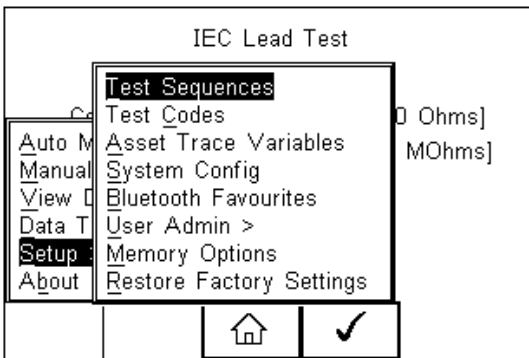 IEC Lead Test
Test Sequences
Test Codes
Asset Trace Variables
System Config
Bluetooth Favourites
User Admin >
Memory Options
Restore Factory Settings
Ohms]
MOhms]
Auto
Manual
View
Data
Setup
About